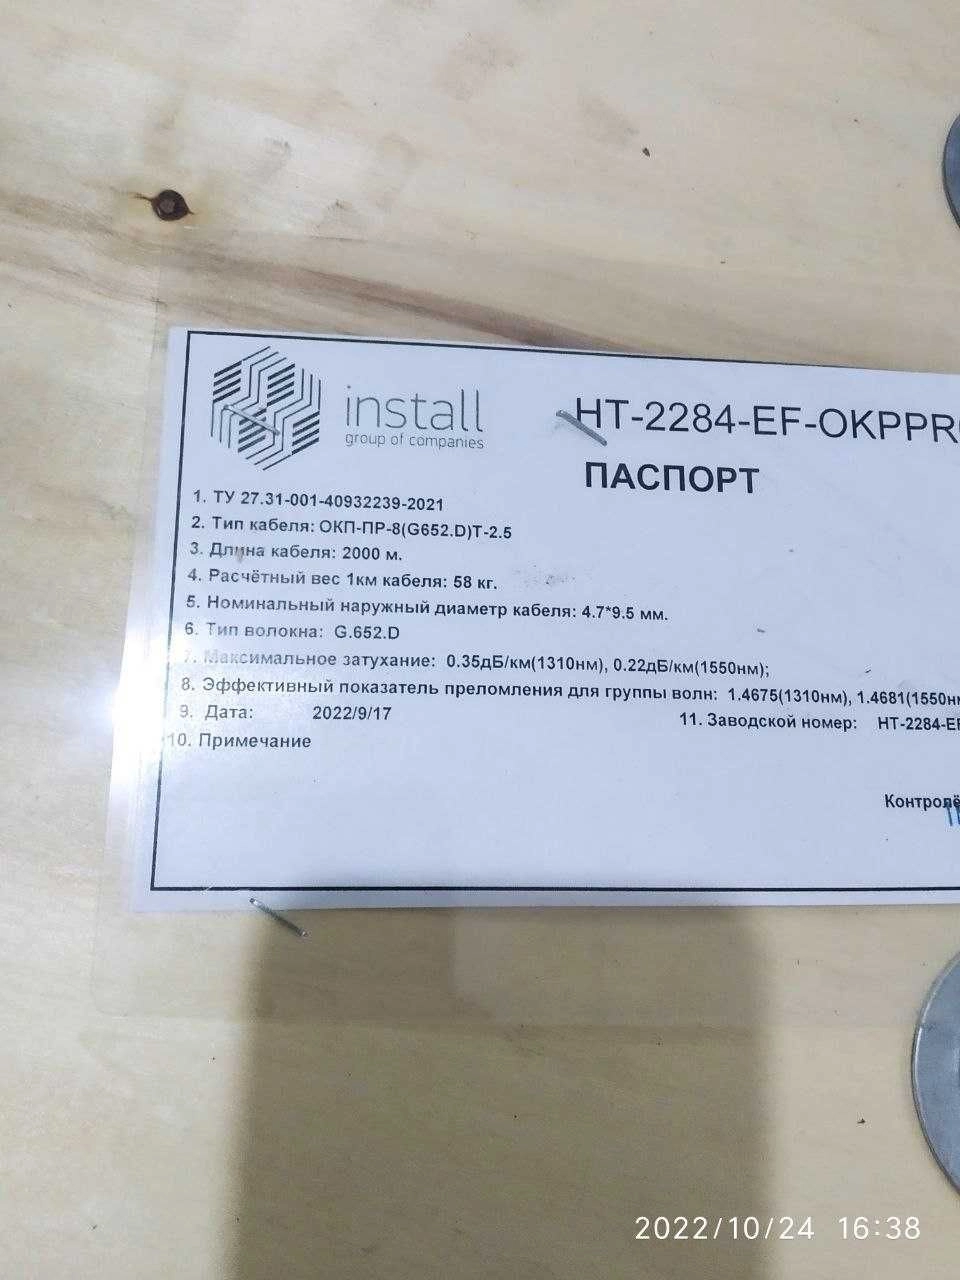 install
group of companies
HT-2284-EF-OKPPR
ПАСПОРТ
1. ТУ 27.31-001-40932239-2021
2. Тип кабеля: ОКП-ПР-8(G652.D)Т-2.5
3. Длина кабеля: 2000 м.
4. Расчётный вес 1км кабеля: 58 кг.
5. Номинальный наружный диаметр кабеля: 4.7*9.5 мм.
6. Тип волокна: G.652.D
7. Максимальное затухание: 0.35дБ/км(1310нм), 0.22дБ/км(1550нм);
8. Эффективный показатель преломления для группы волн: 1.4675(1310нм), 1.4681(1550нм
9. Дата: 2022/9/17 11. Заводской номер: HT-2284-EF
10. Примечание
Контролё
2022/10/24 16:38